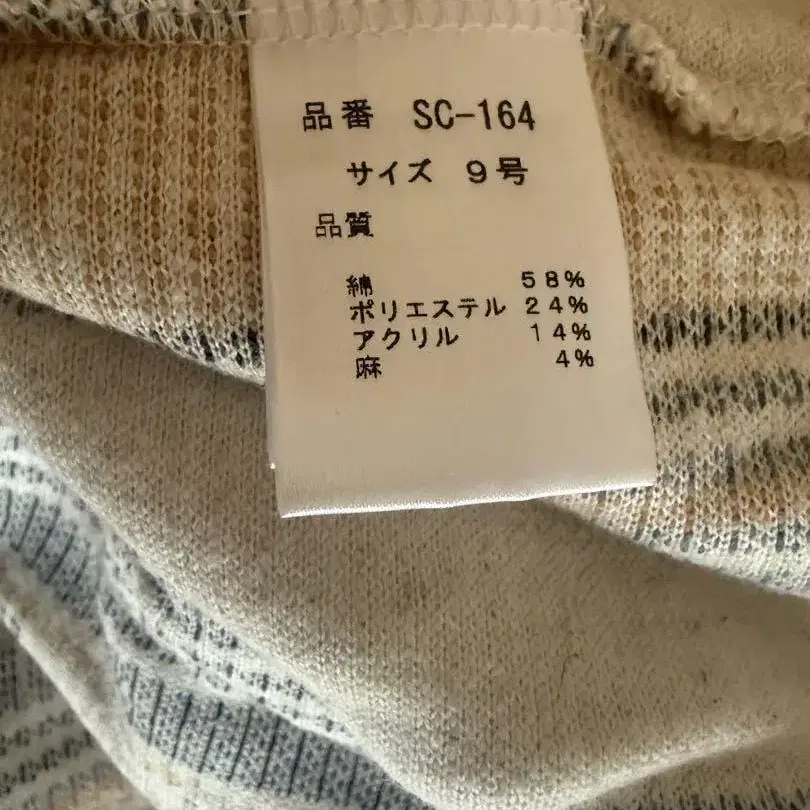 品番 SC-164
サイズ 9号
品質
綿 58%
ポリエステル 24%
アクリル 14%
麻 4%